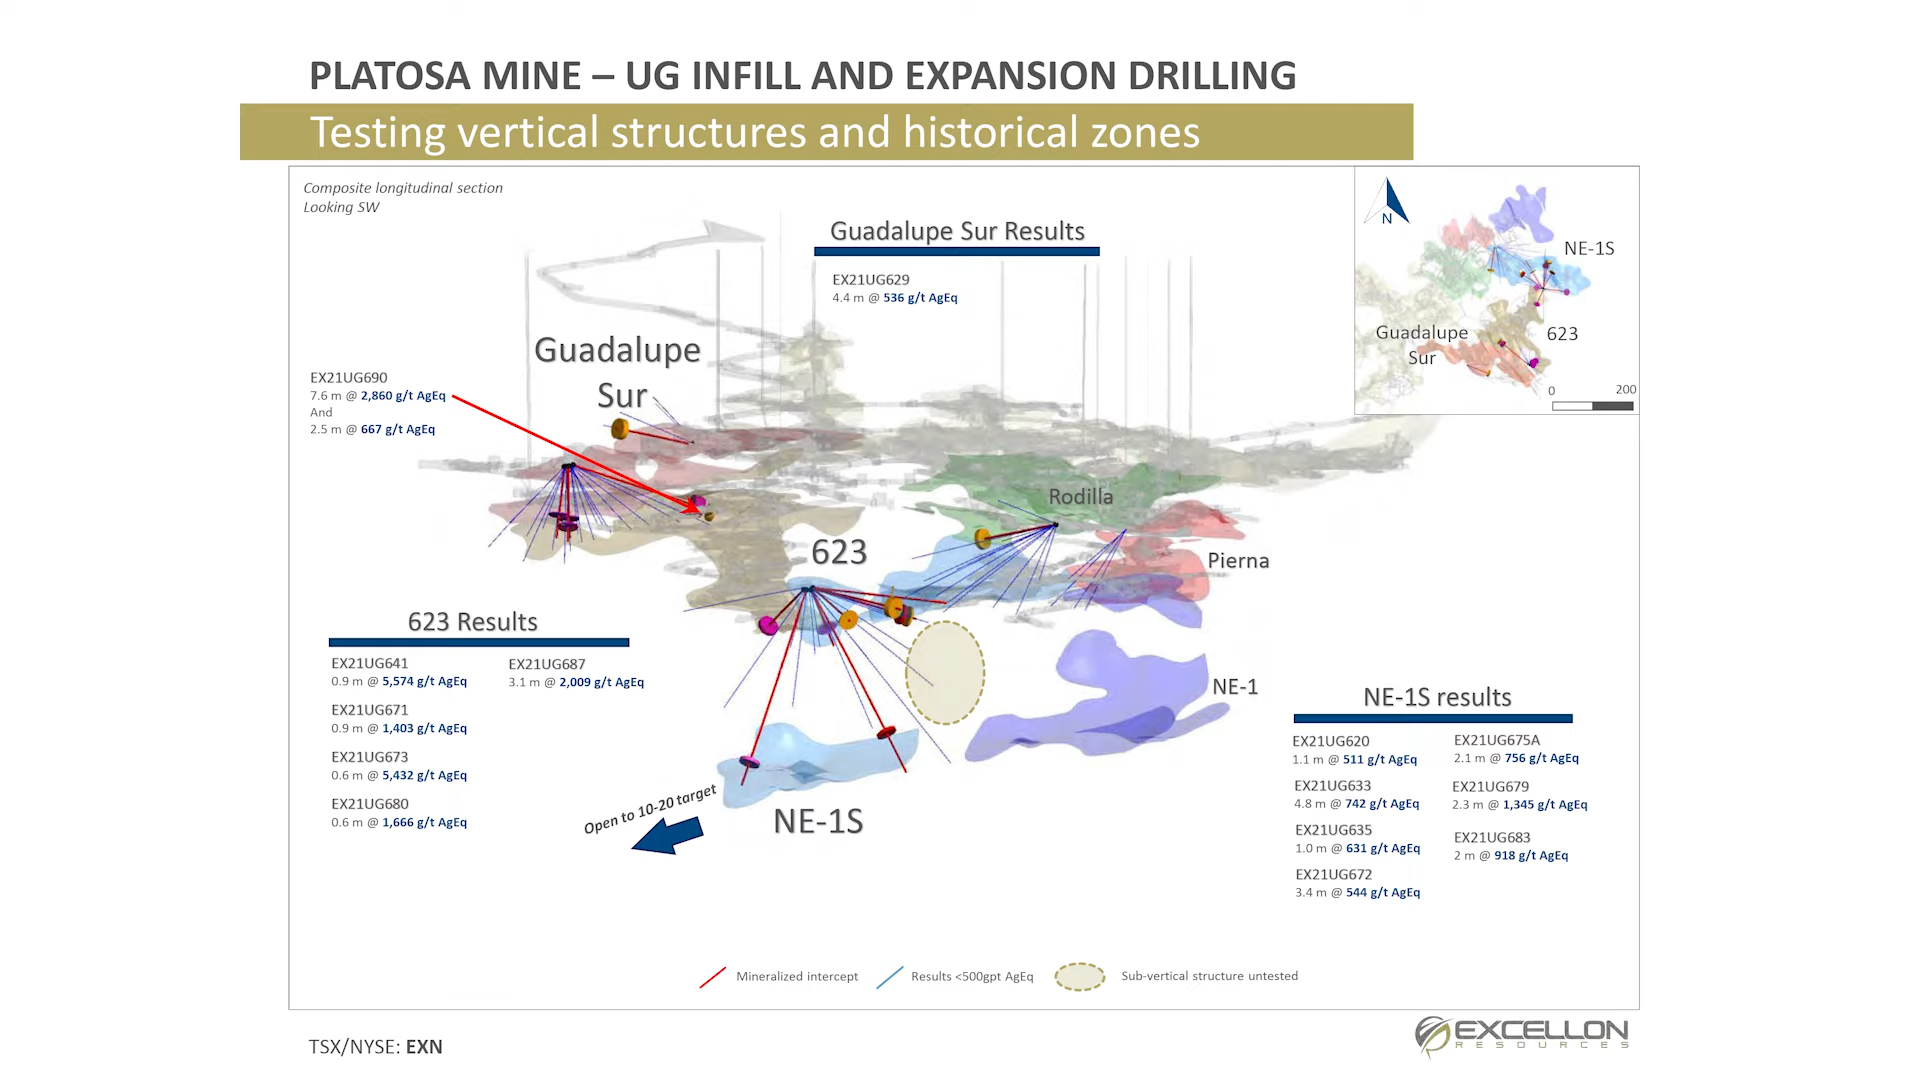 PLATOSA MINE – UG INFILL AND EXPANSION DRILLING
Testing vertical structures and historical zones
Composite longitudinal section
Looking SW
Guadalupe Sur Results
EX21UG629
4.4 m @ 536 g/t AgEq
N
NE-1S
Guadalupe
Sur
623
0
200
Guadalupe
Sur
EX21UG690
7.6 m @ 2,860 g/t AgEq
And
2.5 m @ 667 g/t AgEq
Rodilla
623
Pierna
623 Results
EX21UG641
0.9 m @ 5,574 g/t AgEq
EX21UG671
0.9 m @ 1,403 g/t AgEq
EX21UG673
0.6 m @ 5,432 g/t AgEq
EX21UG680
0.6 m @ 1,666 g/t AgEq
EX21UG687
3.1 m @ 2,009 g/t AgEq
NE-1
Open to 10-20 target
NE-1S
NE-1S results
EX21UG620
1.1 m @ 511 g/t AgEq
EX21UG633
4.8 m @ 742 g/t AgEq
EX21UG635
1.0 m @ 631 g/t AgEq
EX21UG672
3.4 m @ 544 g/t AgEq
EX21UG675A
2.1 m @ 756 g/t AgEq
EX21UG679
2.3 m @ 1,345 g/t AgEq
EX21UG683
2 m @ 918 g/t AgEq
Mineralized intercept
Results <500gpt AgEq
Sub-vertical structure untested
TSX/NYSE: EXN
EXCELLON
RESOURCES